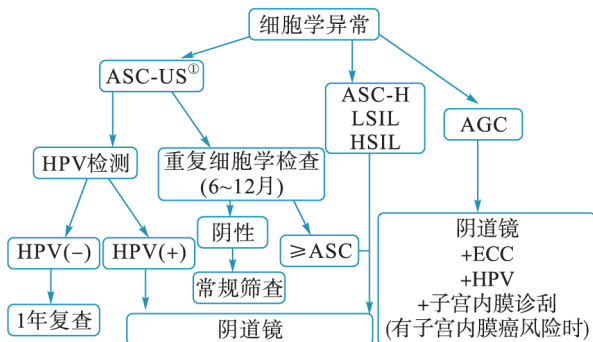 细胞学异常
ASC-US①
ASC-H
LSIL
HSIL
AGC
HPV检测
重复细胞学检查
(6~12月)
HPV(-)
HPV(+)
阴性
≥ASC
常规筛查
1年复查
阴道镜
阴道镜
+ECC
+HPV
+子宫内膜诊刮
(有子宫内膜癌风险时)